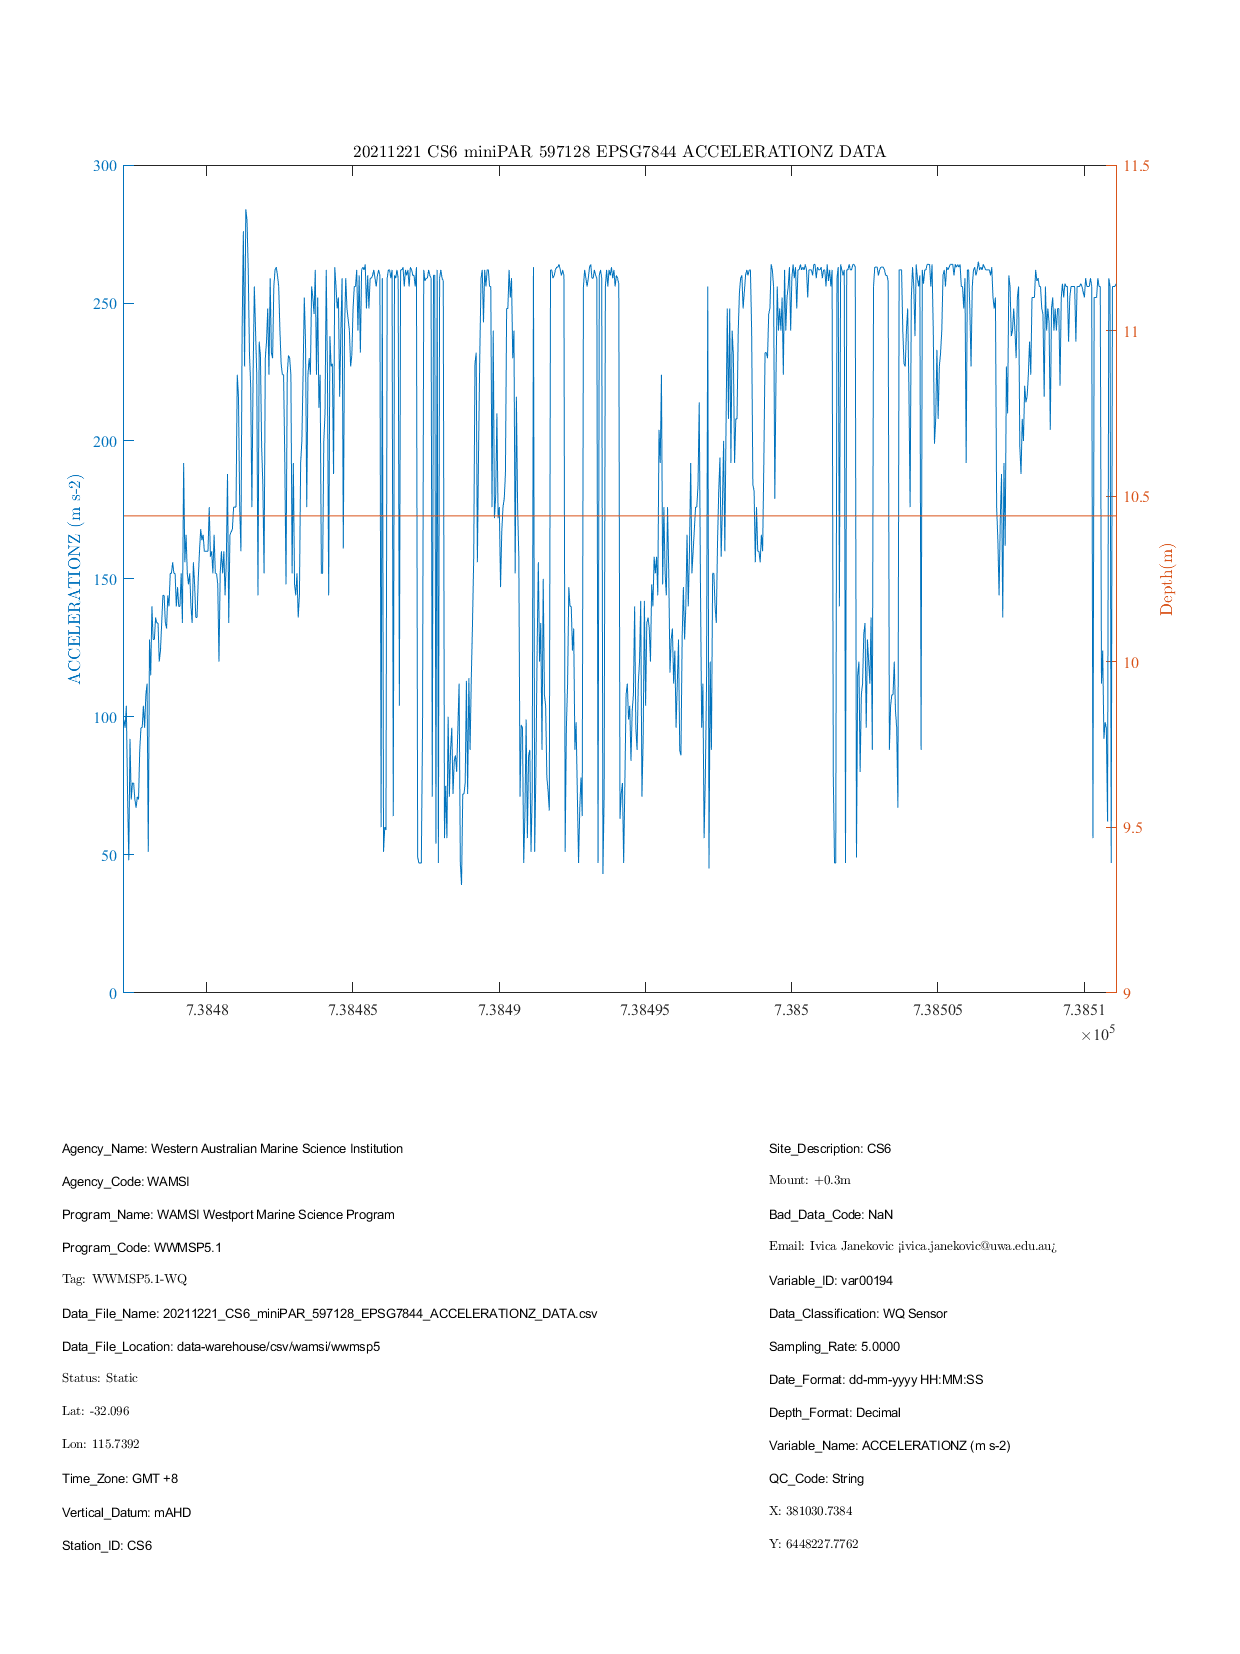 20211221 CS6 miniPAR 597128 EPSG7844 ACCELERATIONZ DATA
300
250
200
150
100
50
0
ACCELERATIONZ (m s-2)
11.5
11
10.5
10
9.5
9
Depth(m)
7.3848
7.38485
7.3849
7.38495
7.385
7.38505
7.3851
×10^5
Agency_Name: Western Australian Marine Science Institution
Agency_Code: WAMSI
Program_Name: WAMSI Westport Marine Science Program
Program_Code: WWMSP5.1
Tag: WWMSP5.1-WQ
Data_File_Name: 20211221_CS6_miniPAR_597128_EPSG7844_ACCELERATIONZ_DATA.csv
Data_File_Location: data-warehouse/csv/wamsi/wwmsp5
Status: Static
Lat: -32.096
Lon: 115.7392
Time_Zone: GMT +8
Vertical_Datum: mAHD
Station_ID: CS6
Site_Description: CS6
Mount: +0.3m
Bad_Data_Code: NaN
Email: Ivica Janekovic ¡ivica.janekovic@uwa.edu.au¿
Variable_ID: var00194
Data_Classification: WQ Sensor
Sampling_Rate: 5.0000
Date_Format: dd-mm-yyyy HH:MM:SS
Depth_Format: Decimal
Variable_Name: ACCELERATIONZ (m s-2)
QC_Code: String
X: 381030.7384
Y: 6448227.7762